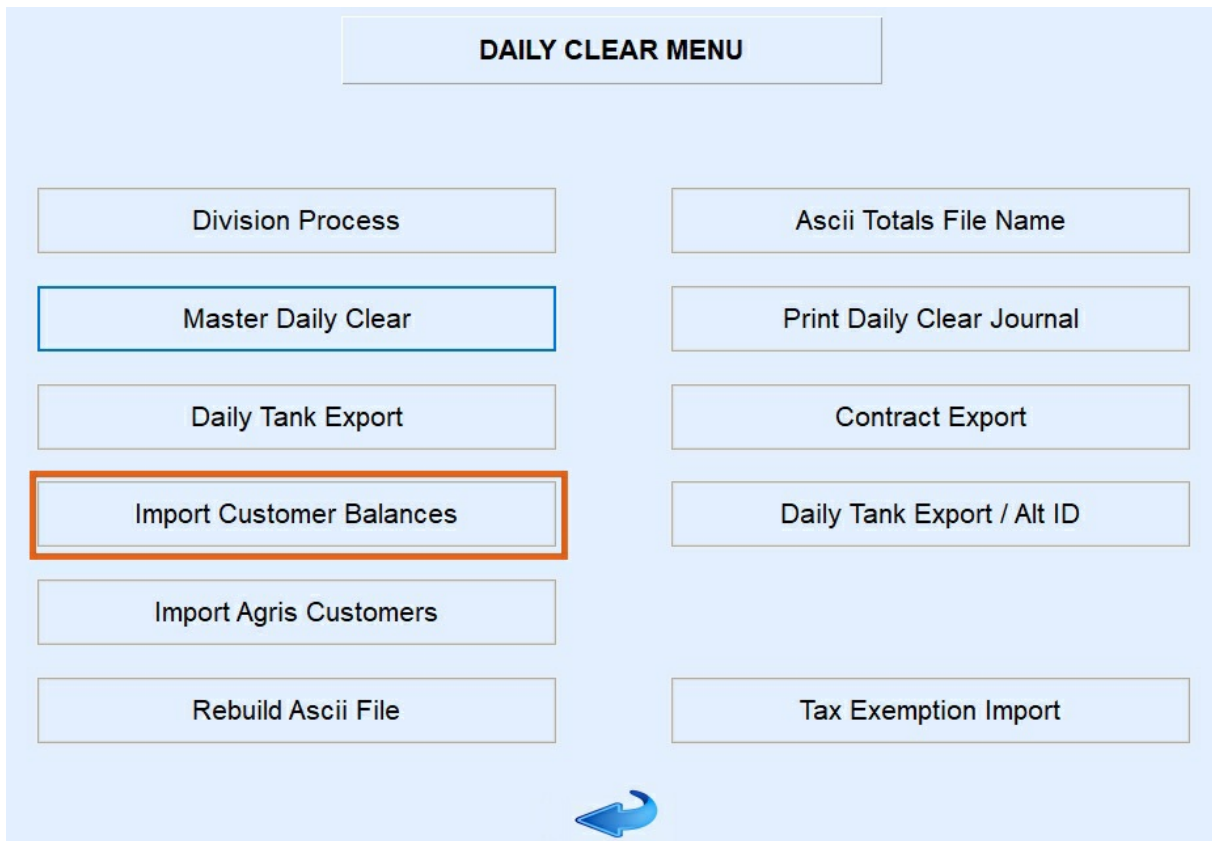 DAILY CLEAR MENU
Division Process
Master Daily Clear
Daily Tank Export
Import Customer Balances
Import Agris Customers
Rebuild Ascii File
Ascii Totals File Name
Print Daily Clear Journal
Contract Export
Daily Tank Export / Alt ID
Tax Exemption Import